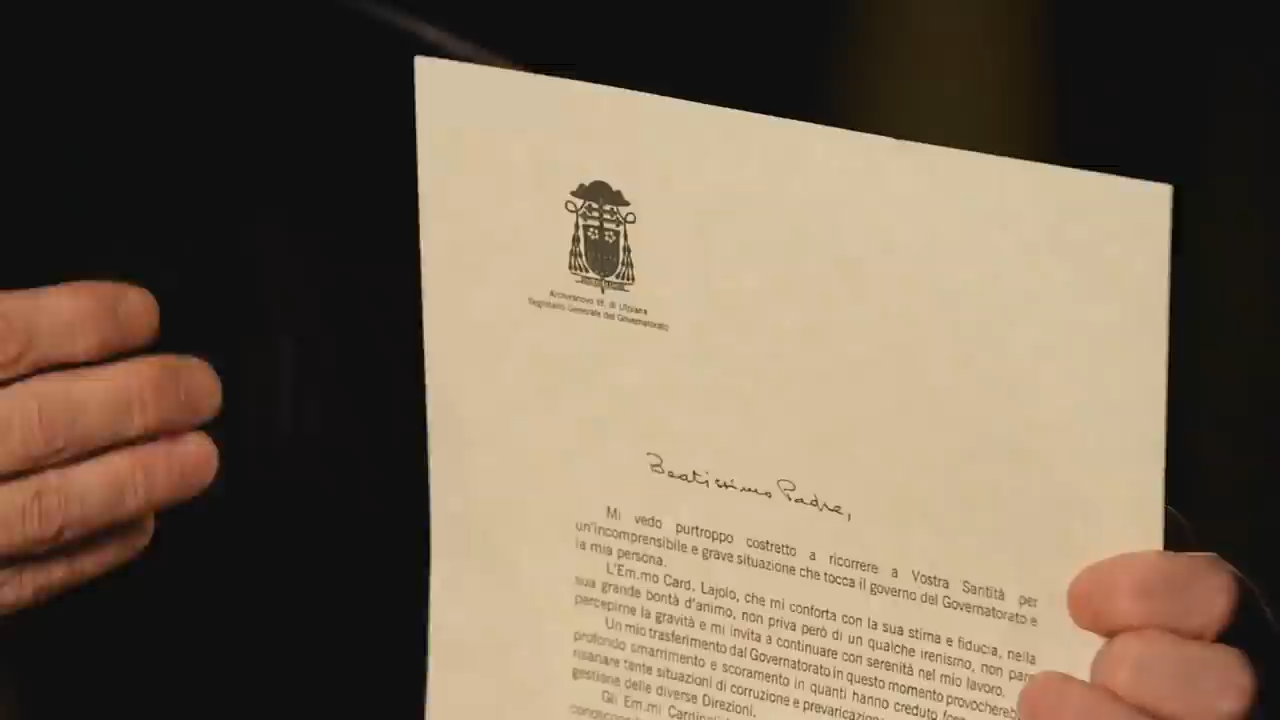 Arcivescovo tit. di Ulpiana
Segretario Generale del Governatorato
Beatissimo Padre,
Mi vedo purtroppo costretto a ricorrere a Vostra Santità per
un'incomprensibile e grave situazione che tocca il governo del Governatorato e
la mia persona.
L'Em.mo Card. Lajolo, che mi conforta con la sua stima e fiducia, nella
sua grande bontà d'animo, non priva però di un qualche irenismo, non pare
percepirne la gravità e mi invita a continuare con serenità nel mio lavoro.
Un mio trasferimento dal Governatorato in questo momento provochereb
profondo smarrimento e scoramento in quanti hanno creduto
risanare tante situazioni di corruzione e prevaricazione
gestione delle diverse Direzioni.
Gli Em.mi